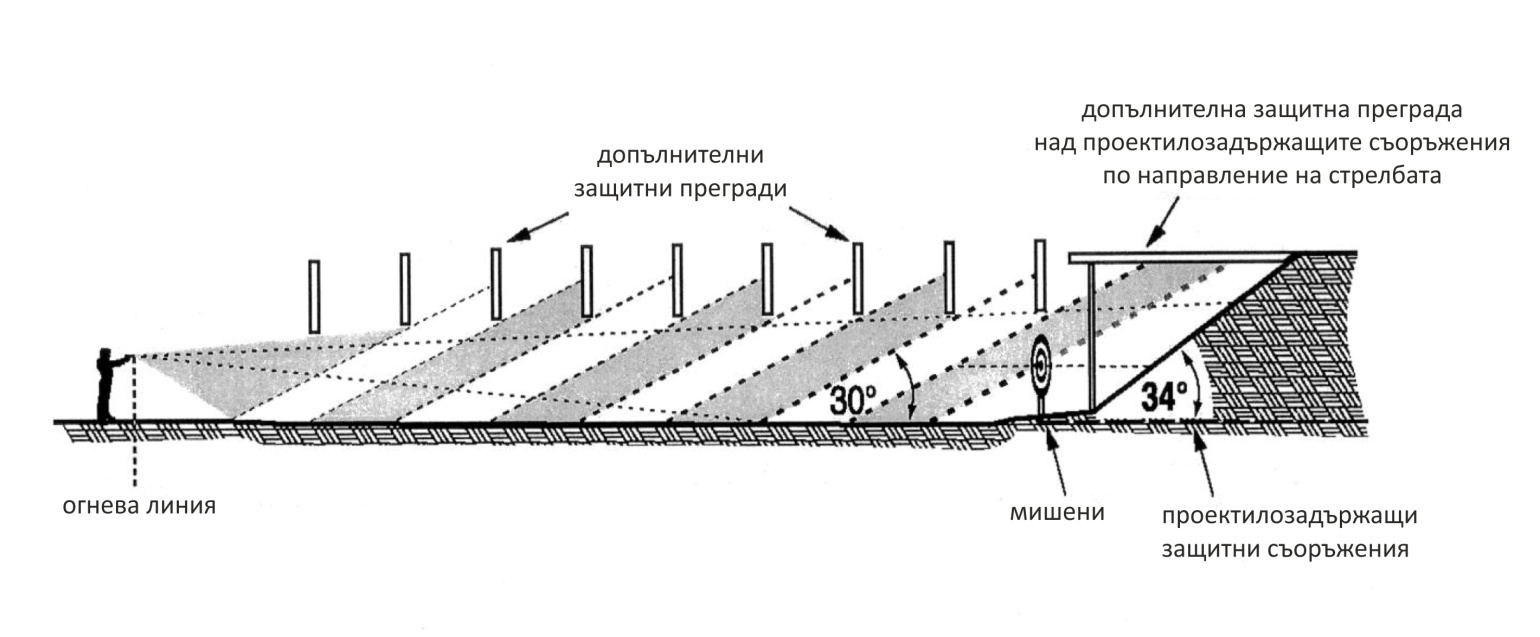 допълнителна защитна преграда
над проектилозадържащите съоръжения
по направление на стрелбата
допълнителни
защитни прегради
30°
34°
огнева линия
мишени
проектилозадържащи
защитни съоръжения